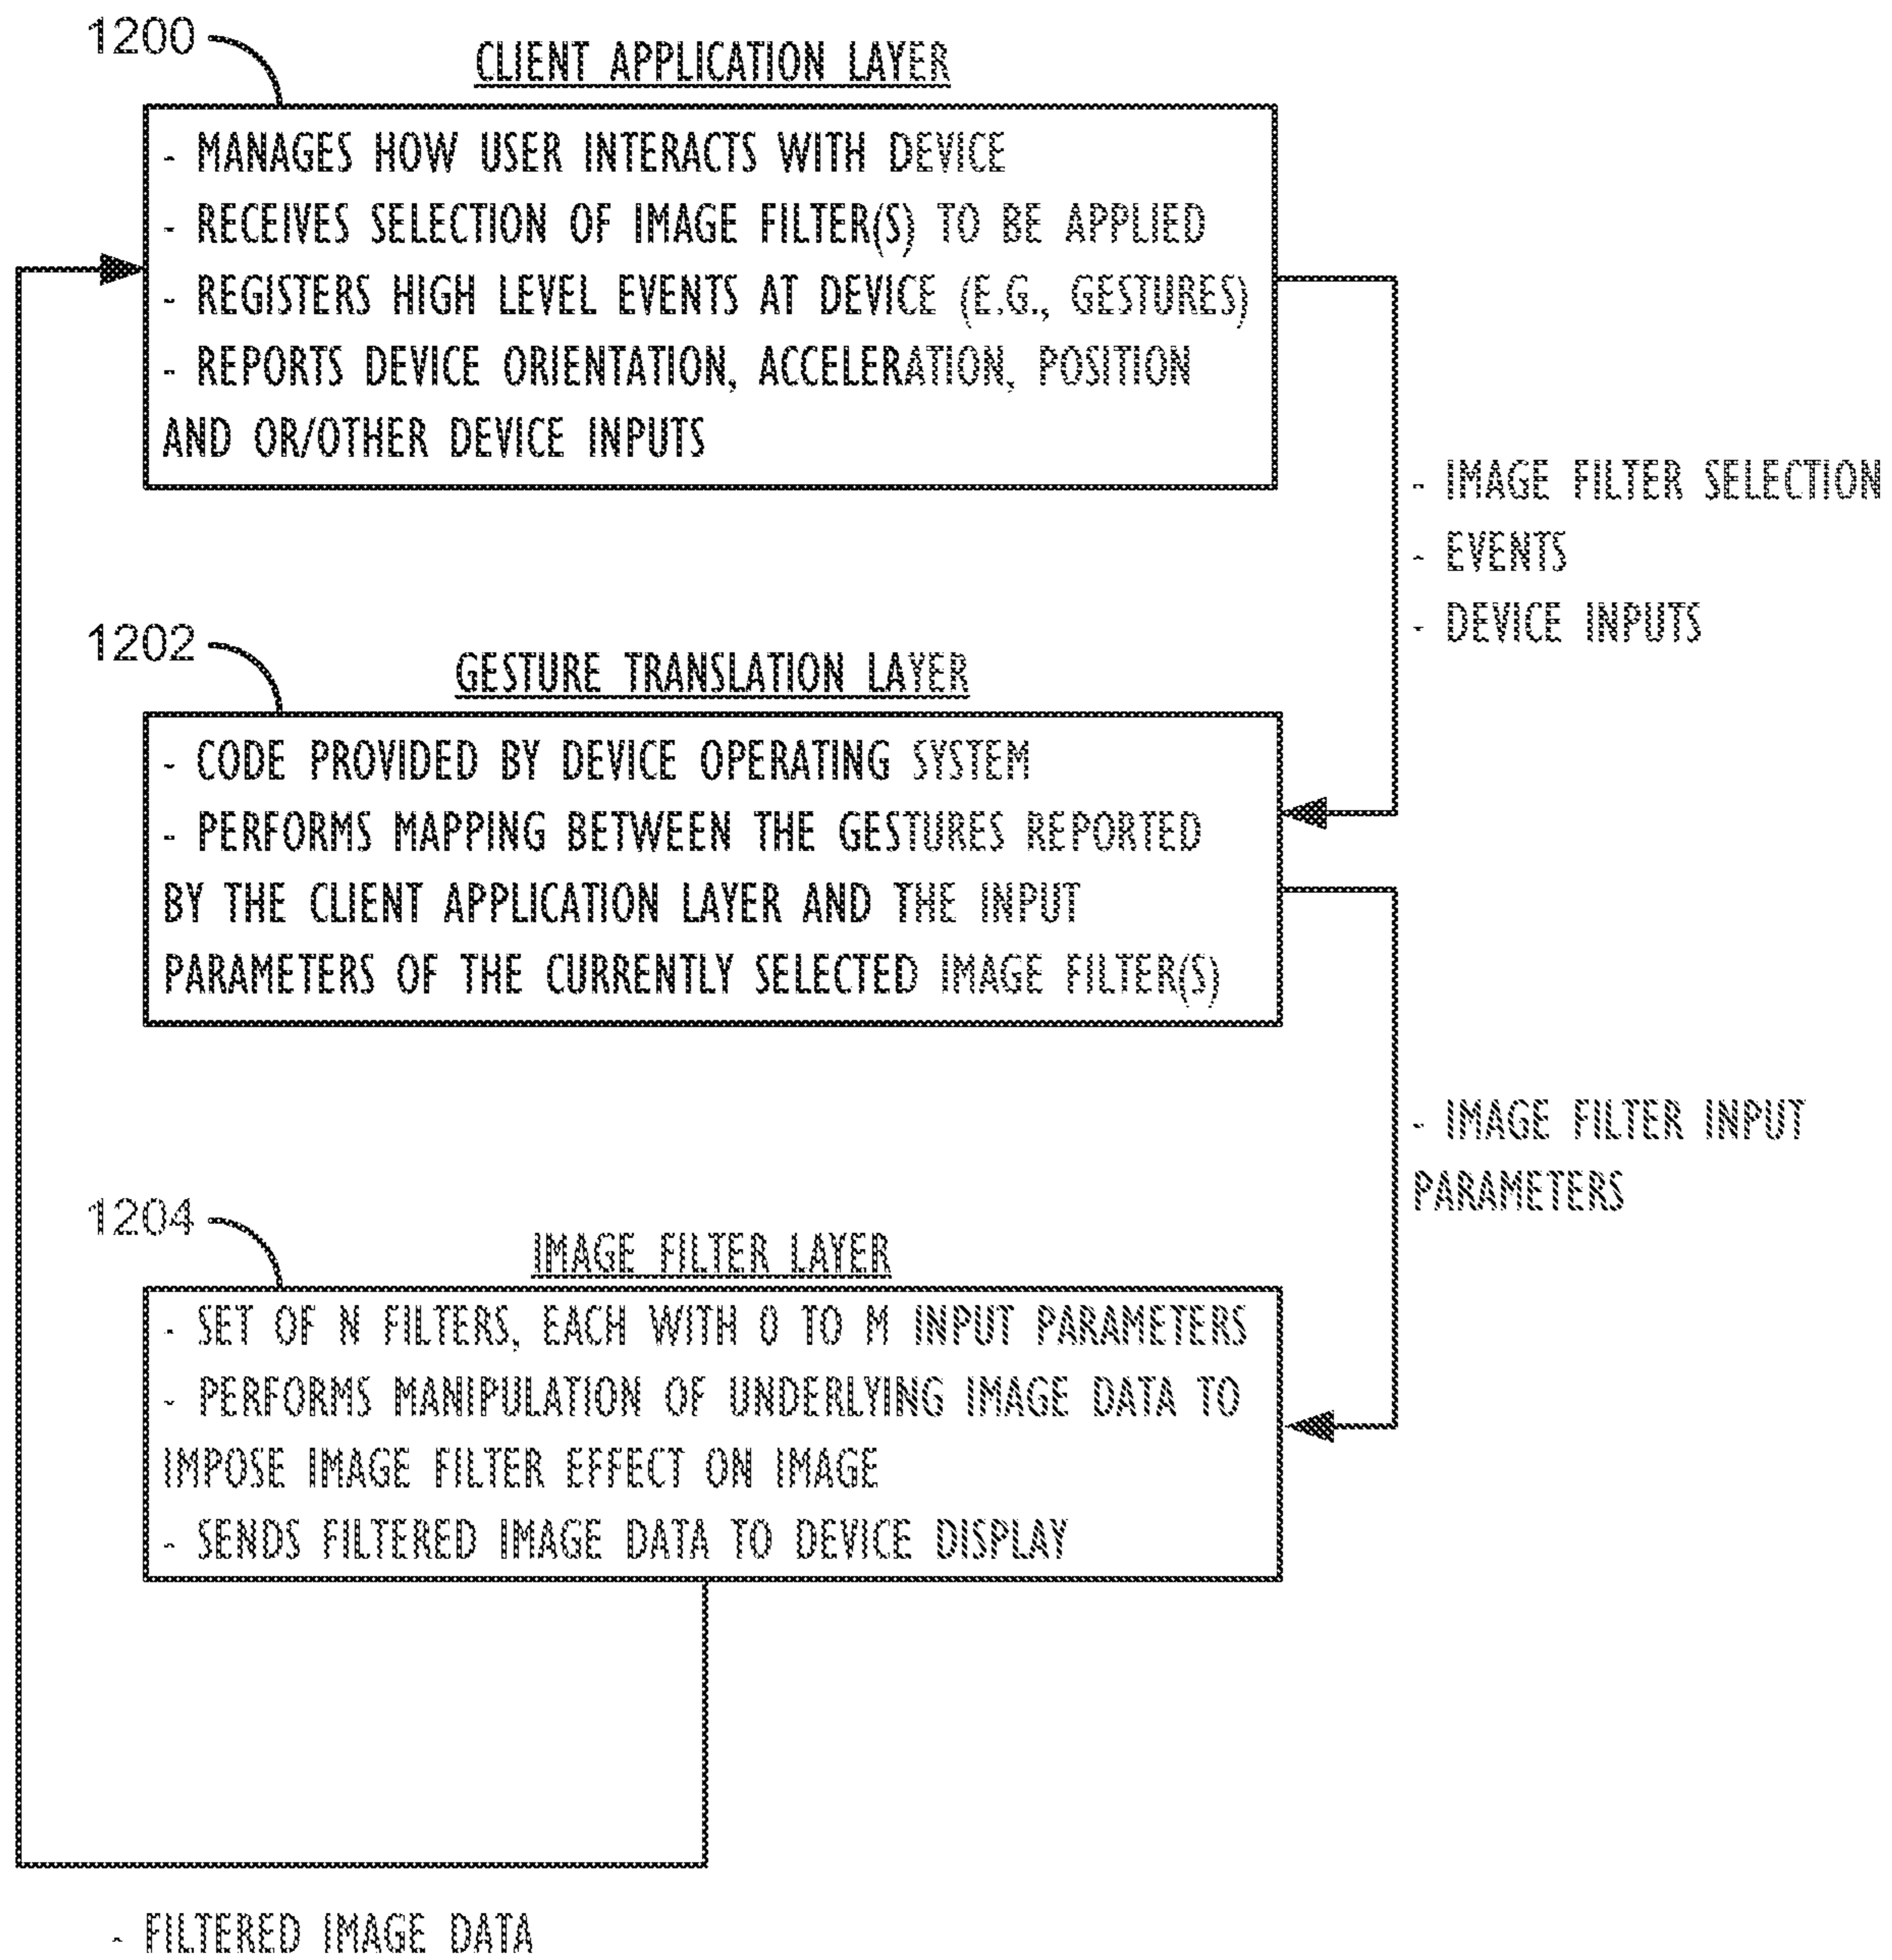 1200
CLIENT APPLICATION LAYER
- MANAGES HOW USER INTERACTS WITH DEVICE
- RECEIVES SELECTION OF IMAGE FILTER(S) TO BE APPLIED
- REGISTERS HIGH LEVEL EVENTS AT DEVICE (E.G., GESTURES)
- REPORTS DEVICE ORIENTATION, ACCELERATION, POSITION
AND OR/OTHER DEVICE INPUTS
- IMAGE FILTER SELECTION
- EVENTS
- DEVICE INPUTS
1202
GESTURE TRANSLATION LAYER
- CODE PROVIDED BY DEVICE OPERATING SYSTEM
- PERFORMS MAPPING BETWEEN THE GESTURES REPORTED
BY THE CLIENT APPLICATION LAYER AND THE INPUT
PARAMETERS OF THE CURRENTLY SELECTED IMAGE FILTER(S)
- IMAGE FILTER INPUT
PARAMETERS
1204
IMAGE FILTER LAYER
- SET OF N FILTERS, EACH WITH 0 TO M INPUT PARAMETERS
- PERFORMS MANIPULATION OF UNDERLYING IMAGE DATA TO
IMPOSE IMAGE FILTER EFFECT ON IMAGE
- SENDS FILTERED IMAGE DATA TO DEVICE DISPLAY
- FILTERED IMAGE DATA